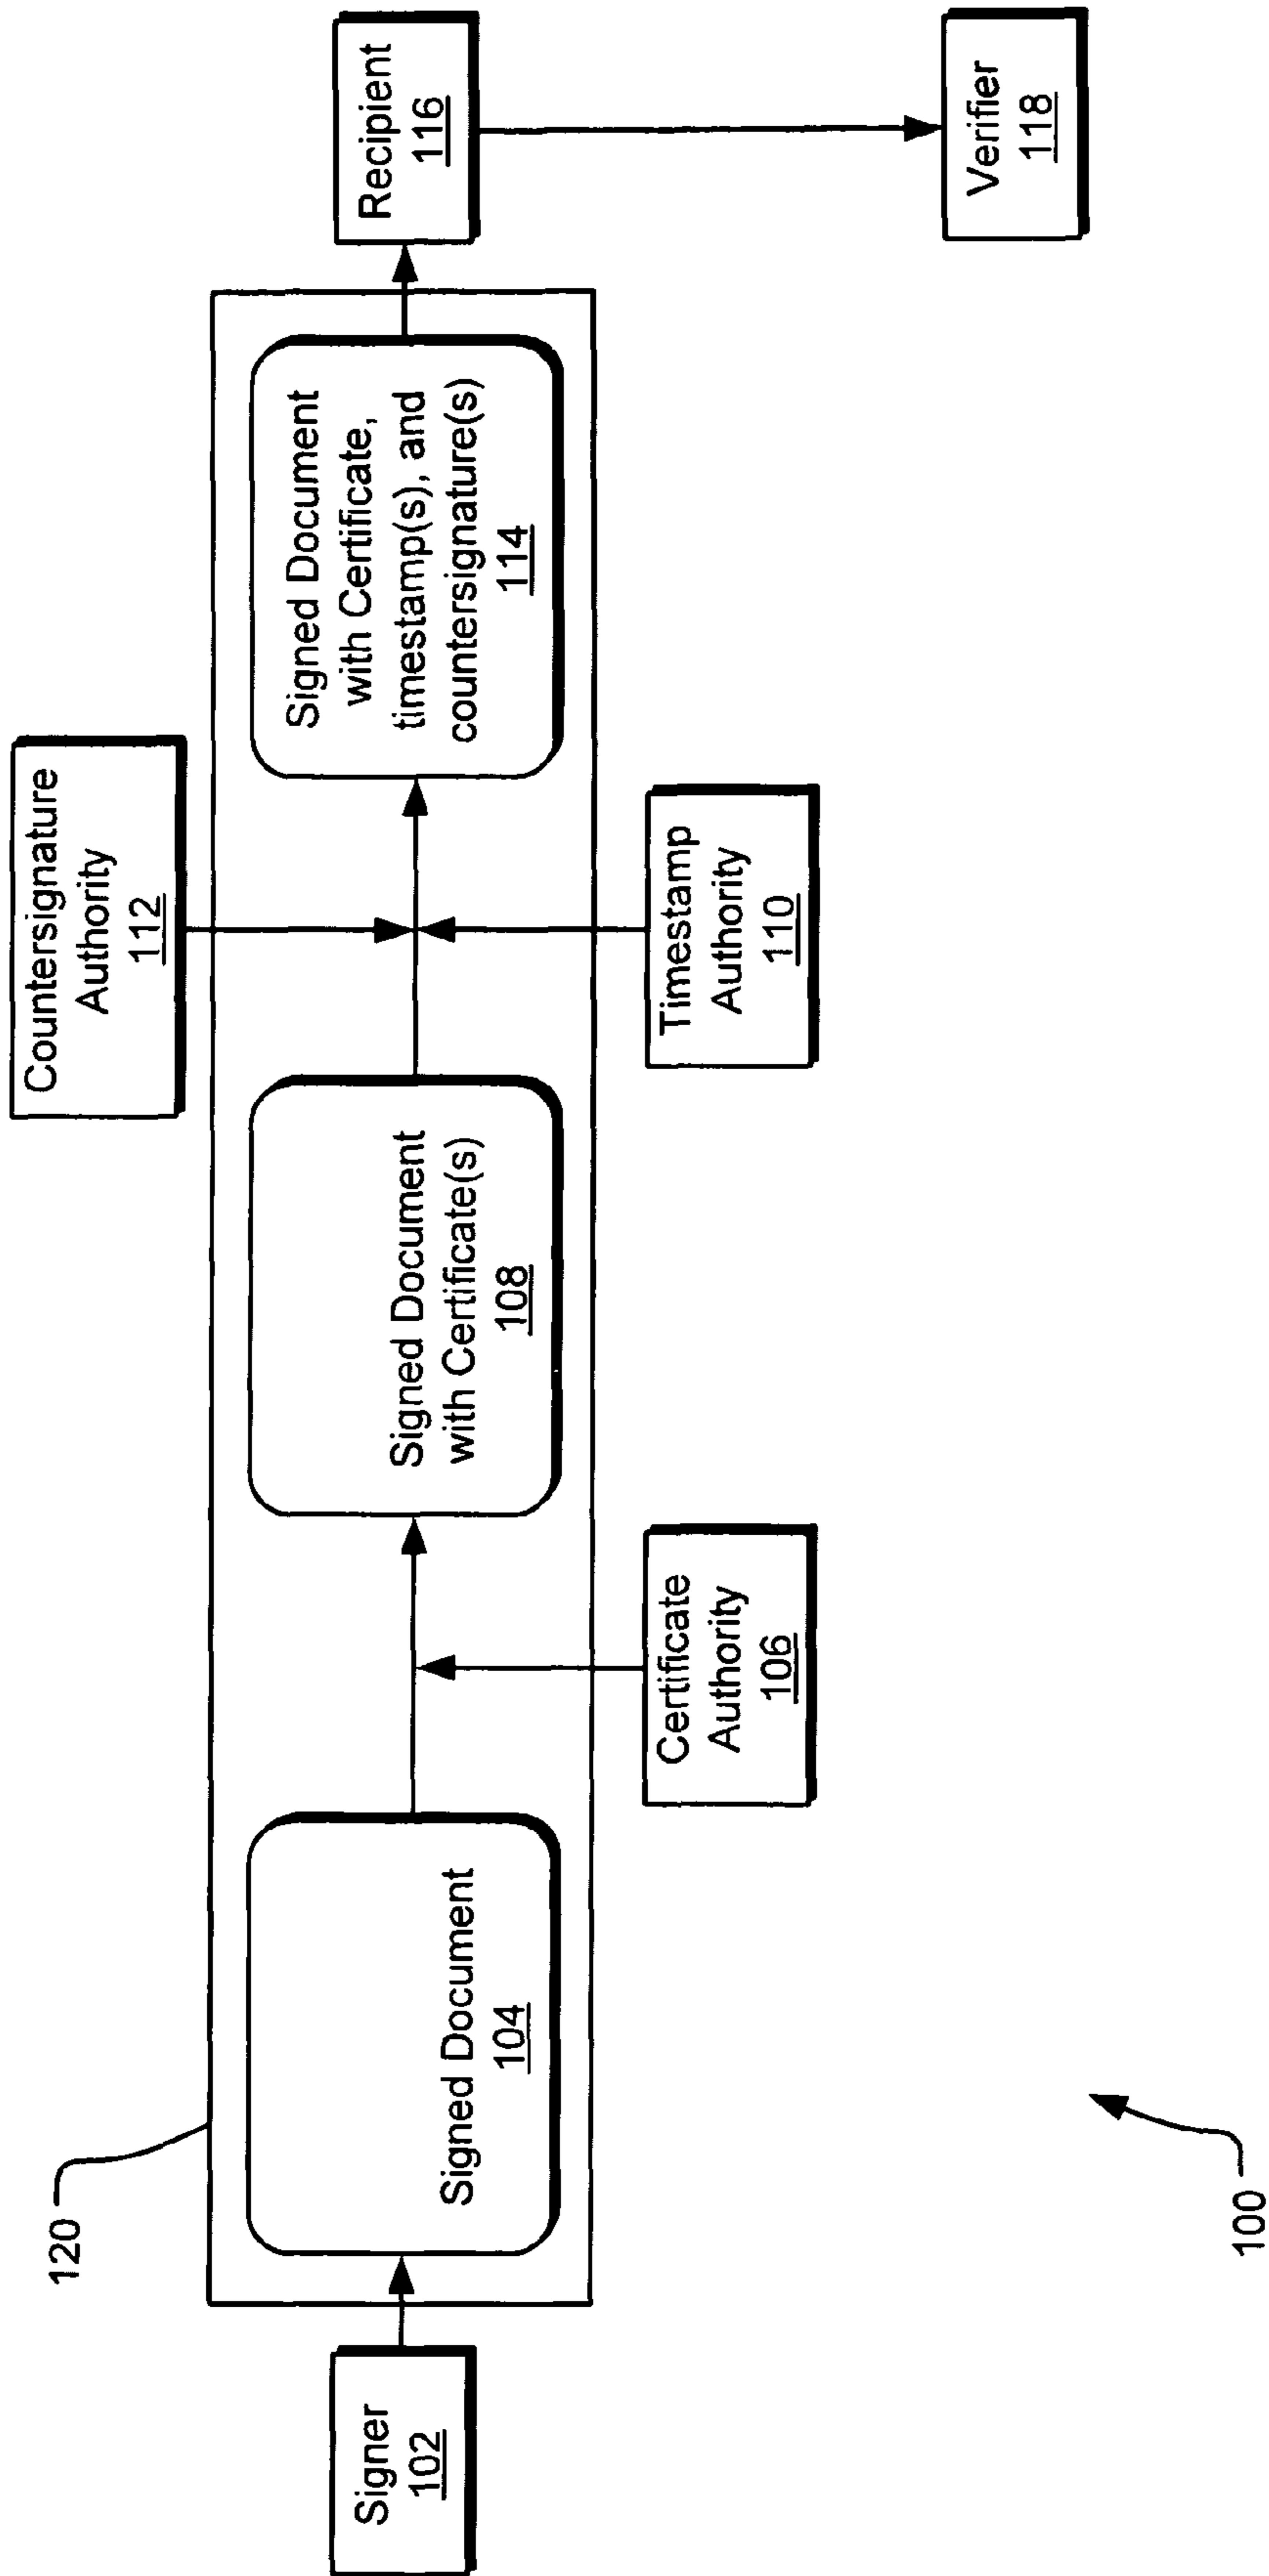 120
Countersignature
Authority
112
Signer
102
Signed Document
104
Signed Document
with Certificate(s)
108
Signed Document
with Certificate,
timestamp(s), and
countersignature(s)
114
Recipient
116
Certificate
Authority
106
Timestamp
Authority
110
Verifier
118
100